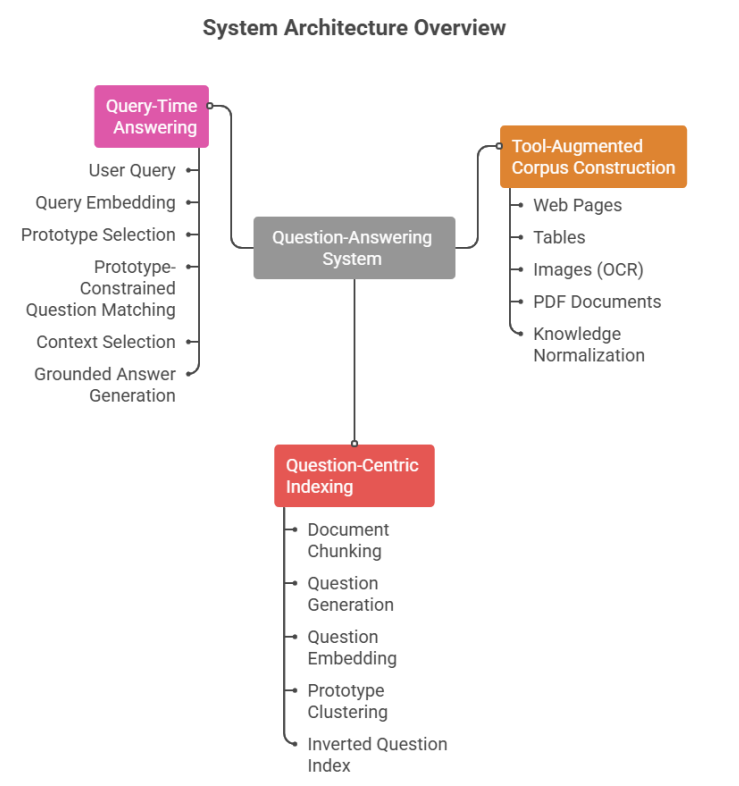 System Architecture Overview
Query-Time
Answering
User Query
Query Embedding
Prototype Selection
Prototype-
Constrained
Question Matching
Context Selection
Grounded Answer
Generation
Question-Answering
System
Tool-Augmented
Corpus Construction
Web Pages
Tables
Images (OCR)
PDF Documents
Knowledge
Normalization
Question-Centric
Indexing
Document
Chunking
Question
Generation
Question
Embedding
Prototype
Clustering
Inverted Question
Index